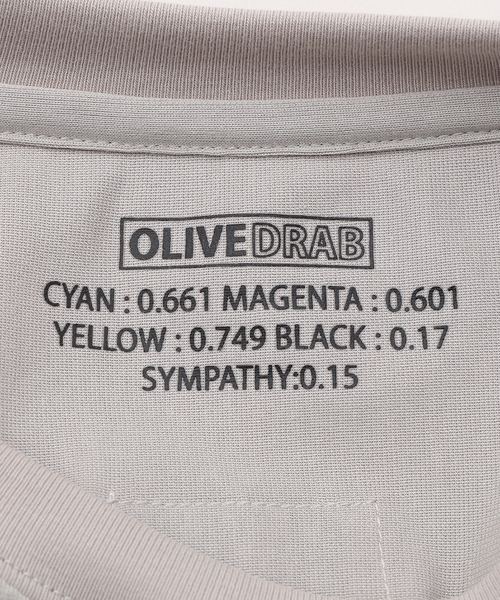 OLIVEDRAB
CYAN : 0.661 MAGENTA : 0.601
YELLOW : 0.749 BLACK : 0.17
SYMPATHY:0.15